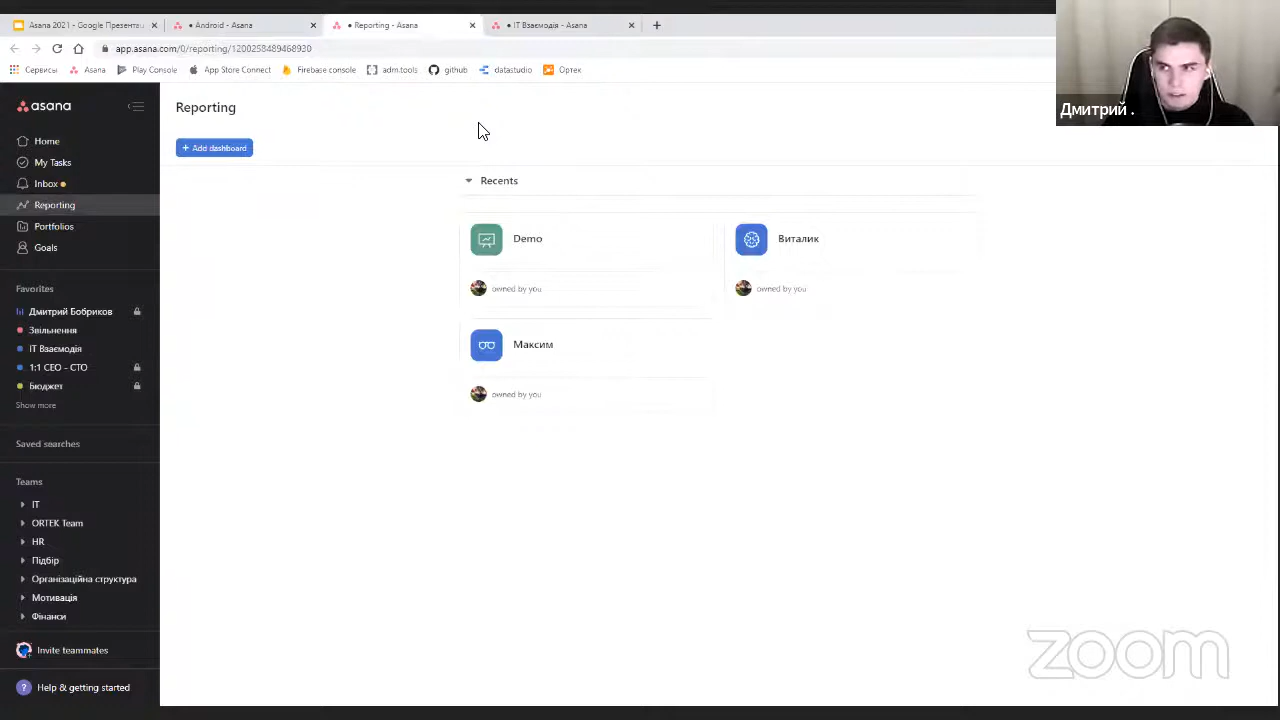 Asana 2021 - Google Презентаі
• Android - Asana
• Reporting - Asana
• IT Взаємодія - Asana
app.asana.com/0/reporting/1200258489468930
Сервисы
Asana
Play Console
App Store Connect
Firebase console
adm.tools
github
datastudio
Ортек
Дмитрий .
asana
Reporting
+ Add dashboard
Home
My Tasks
Inbox
Reporting
Portfolios
Goals
Favorites
Дмитрий Бобриков
Звільнення
IT Взаємодія
1:1 CEO - CTO
Бюджет
Show more
Saved searches
Teams
IT
ORTEK Team
HR
Підбір
Організаційна структура
Мотивація
Фінанси
Invite teammates
Help & getting started
Recents
Demo
owned by you
Виталик
owned by you
Максим
owned by you
zoom